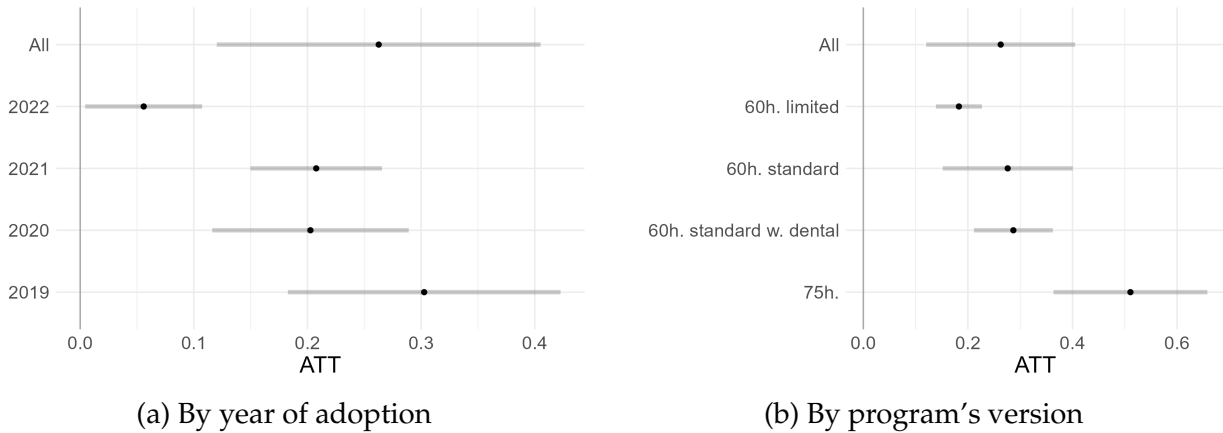 All
2022
2021
2020
2019
0.0 0.1 0.2 0.3 0.4
ATT
(a) By year of adoption
All
60h. limited
60h. standard
60h. standard w. dental
75h.
0.0 0.2 0.4 0.6
ATT
(b) By program’s version